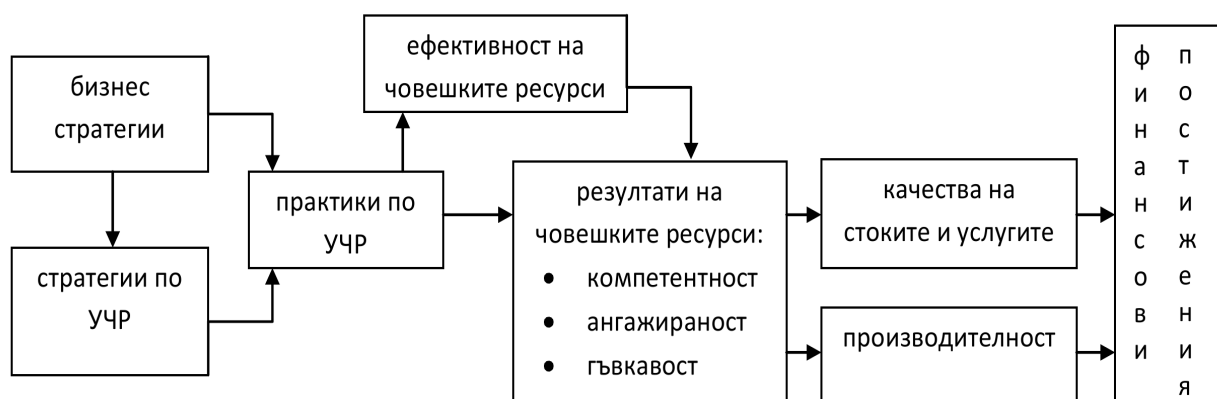 бизнес
стратегии
стратегии по
УЧР
практики по
УЧР
ефективност на
човешките ресурси
резултати на
човешките ресурси:
• компетентност
• ангажираност
• гъвкавост
качества на
стоките и услугите
производителност
финансови
постижения